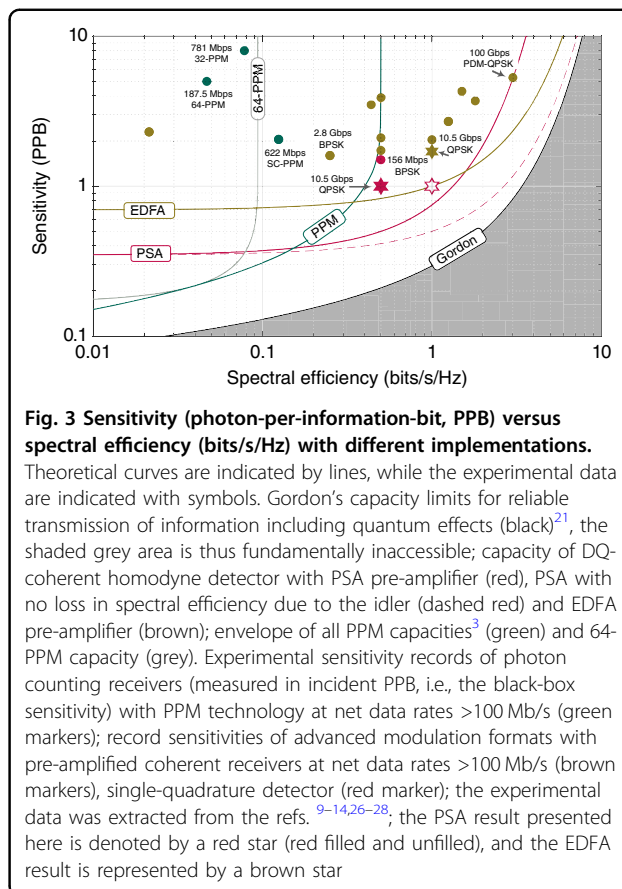 10
781 Mbps
32-PPM
187.5 Mbps
64-PPM
64-PPM
100 Gbps
PDM-QPSK
622 Mbps
SC-PPM
2.8 Gbps
BPSK
10.5 Gbps
QPSK
156 Mbps
BPSK
10.5 Gbps
QPSK
1
EDFA
PSA
PPM
Gordon
0.1
Sensitivity (PPB)
0.01
0.1
1
10
Spectral efficiency (bits/s/Hz)
Fig. 3 Sensitivity (photon-per-information-bit, PPB) versus
spectral efficiency (bits/s/Hz) with different implementations.
Theoretical curves are indicated by lines, while the experimental data
are indicated with symbols. Gordon's capacity limits for reliable
transmission of information including quantum effects (black)21, the
shaded grey area is thus fundamentally inaccessible; capacity of DQ-
coherent homodyne detector with PSA pre-amplifier (red), PSA with
no loss in spectral efficiency due to the idler (dashed red) and EDFA
pre-amplifier (brown); envelope of all PPM capacities3 (green) and 64-
PPM capacity (grey). Experimental sensitivity records of photon
counting receivers (measured in incident PPB, i.e., the black-box
sensitivity) with PPM technology at net data rates >100 Mb/s (green
markers); record sensitivities of advanced modulation formats with
pre-amplified coherent receivers at net data rates >100 Mb/s (brown
markers), single-quadrature detector (red marker); the experimental
data was extracted from the refs. 9–14,26–28; the PSA result presented
here is denoted by a red star (red filled and unfilled), and the EDFA
result is represented by a brown star